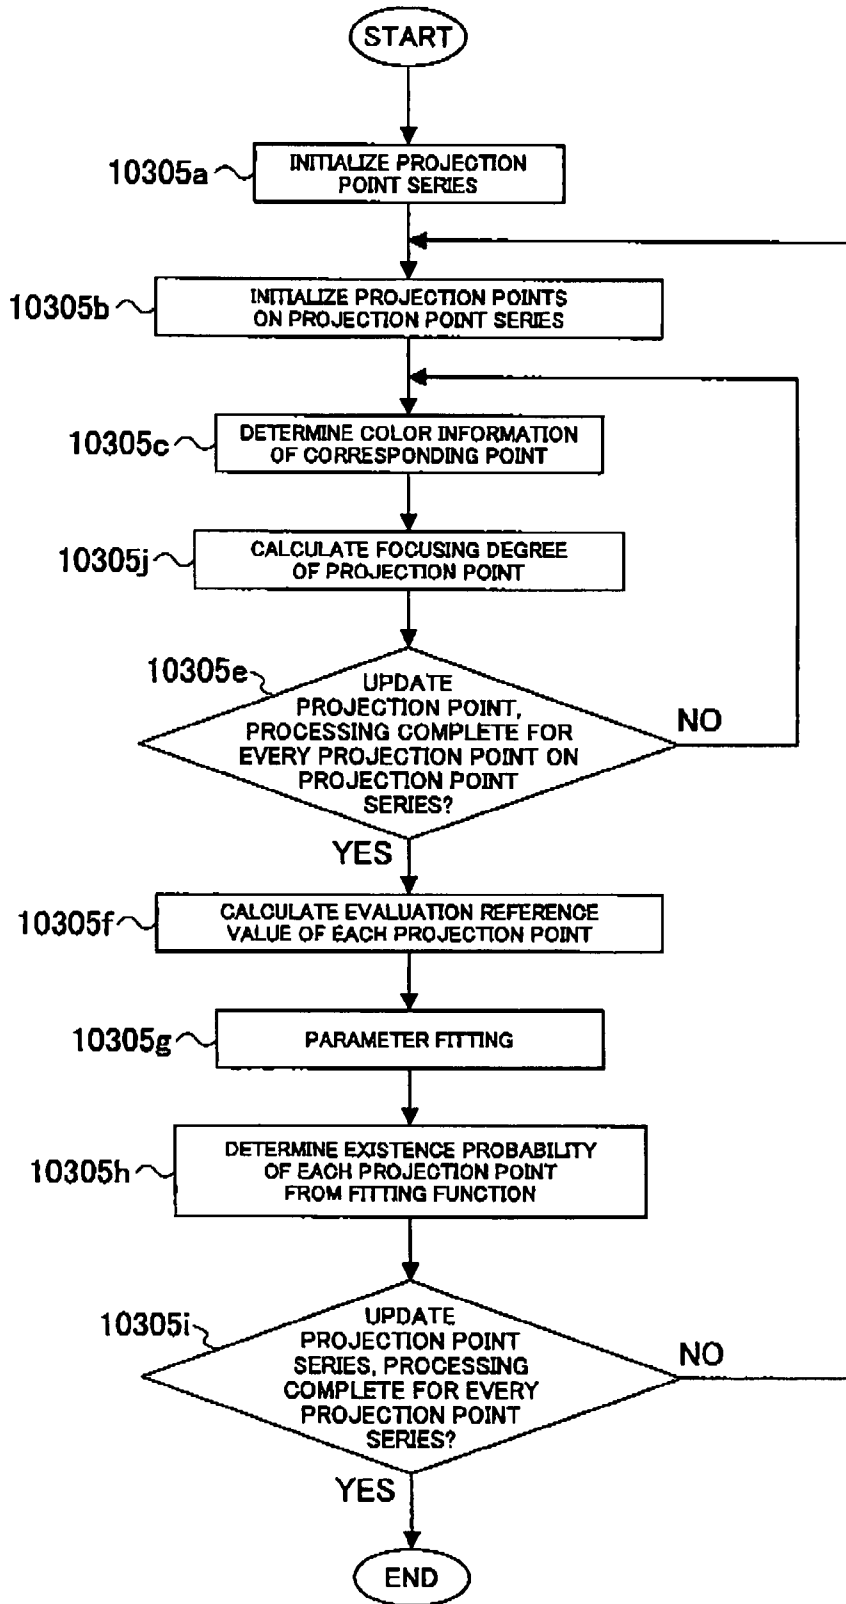 START
10305a
INITIALIZE PROJECTION
POINT SERIES
10305b
INITIALIZE PROJECTION POINTS
ON PROJECTION POINT SERIES
10305c
DETERMINE COLOR INFORMATION
OF CORRESPONDING POINT
10305j
CALCULATE FOCUSING DEGREE
OF PROJECTION POINT
10305e
UPDATE
PROJECTION POINT,
PROCESSING COMPLETE FOR
EVERY PROJECTION POINT ON
PROJECTION POINT
SERIES?
NO
YES
10305f
CALCULATE EVALUATION REFERENCE
VALUE OF EACH PROJECTION POINT
10305g
PARAMETER FITTING
10305h
DETERMINE EXISTENCE PROBABILITY
OF EACH PROJECTION POINT
FROM FITTING FUNCTION
10305i
UPDATE
PROJECTION POINT
SERIES, PROCESSING
COMPLETE FOR EVERY
PROJECTION POINT
SERIES?
NO
YES
END